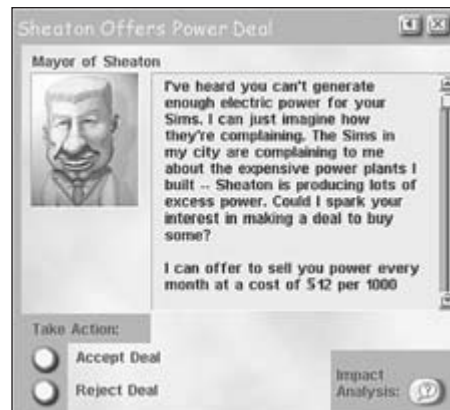 Sheaton Offers Power Deal
Mayor of Sheaton
I've heard you can't generate
enough electric power for your
Sims. I can just imagine how
they're complaining. The Sims in
my city are complaining to me
about the expensive power plants I
built -- Sheaton is producing lots of
excess power. Could I spark your
interest in making a deal to buy
some?
I can offer to sell you power every
month at a cost of $12 per 1000
Take Action:
Accept Deal
Reject Deal
Impact
Analysis:
?